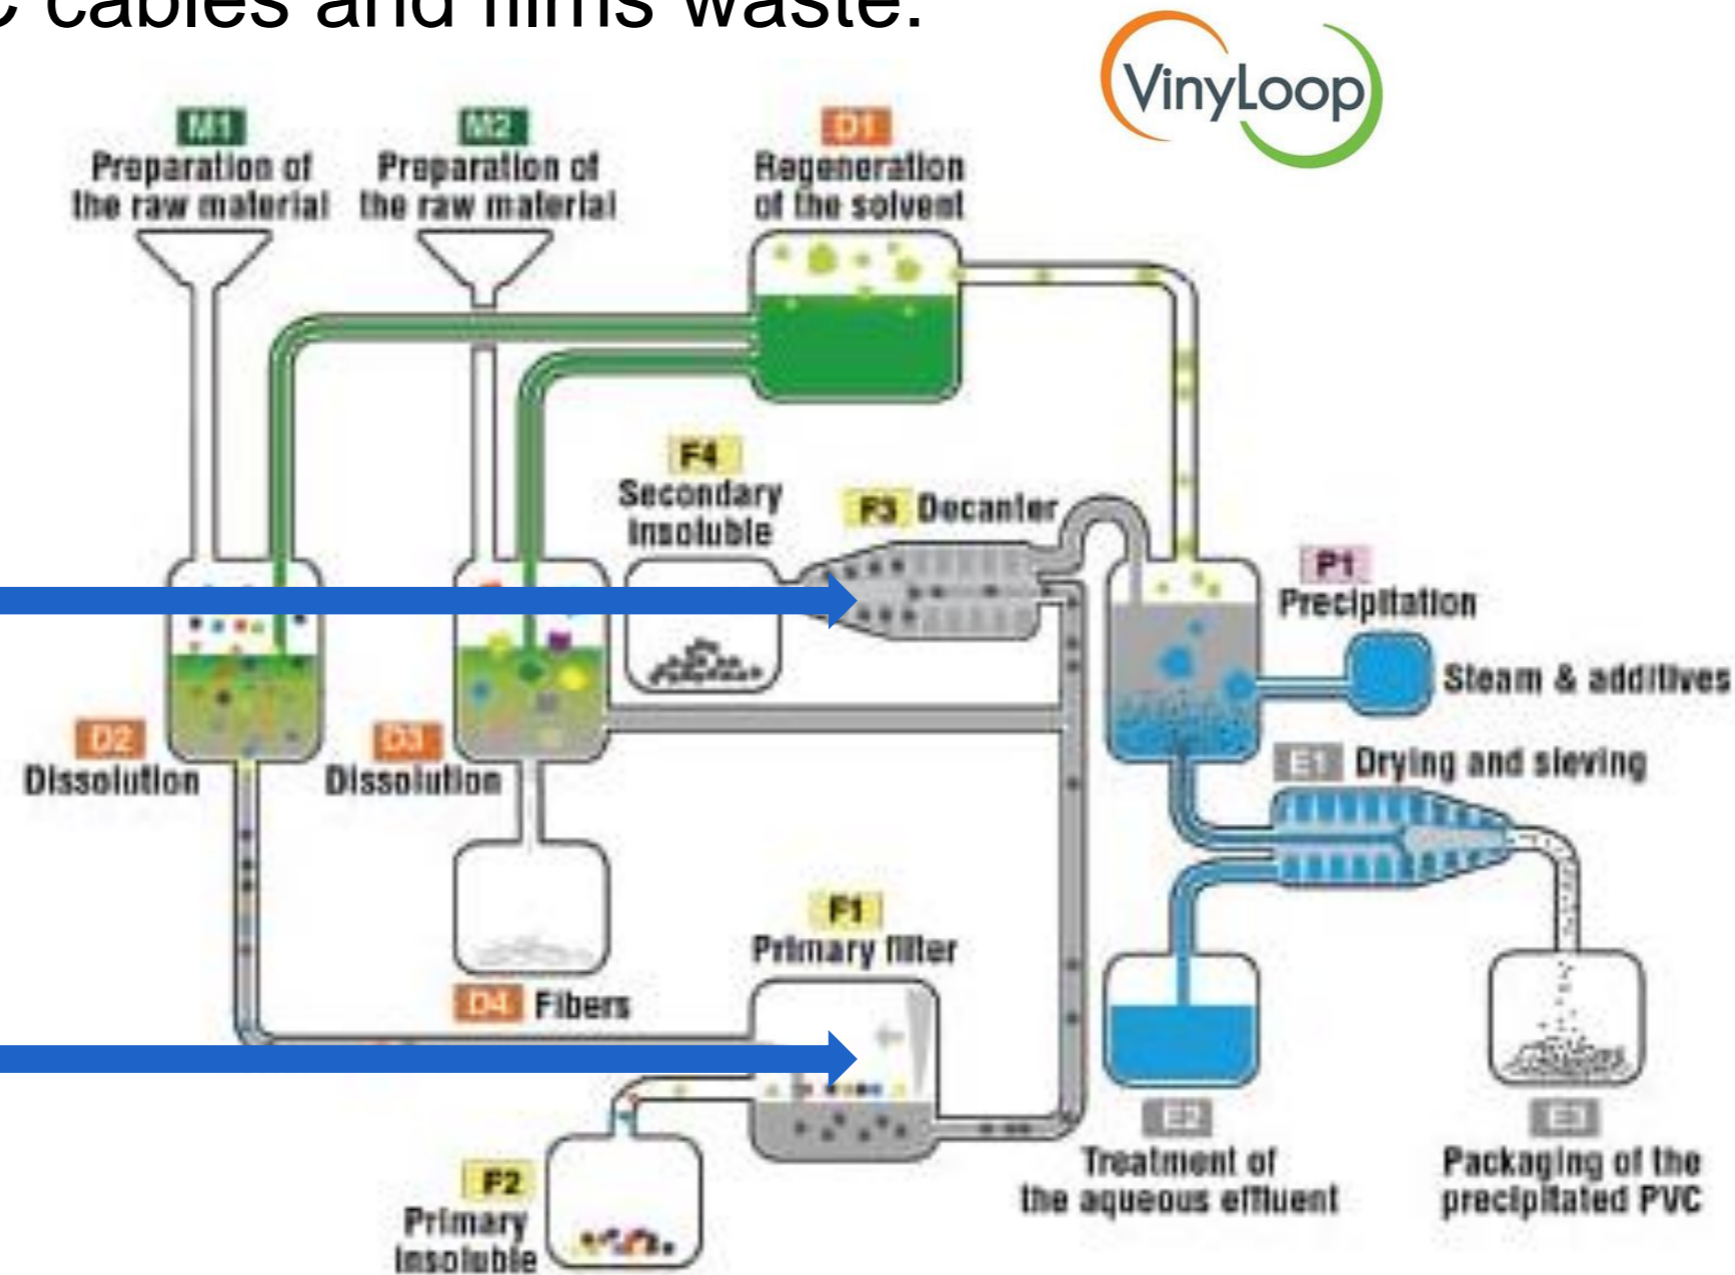 C cables and films waste.
VinyLoop
M1
Preparation of
the raw material
M2
Preparation of
the raw material
D1
Regeneration
of the solvent
F4
Secondary
insoluble
F3 Decanter
P1
Precipitation
Steam & additives
D2
Dissolution
D3
Dissolution
E1 Drying and sieving
F1
Primary filter
D4 Fibers
E2
Treatment of
the aqueous effluent
E3
Packaging of the
precipitated PVC
F2
Primary
insoluble